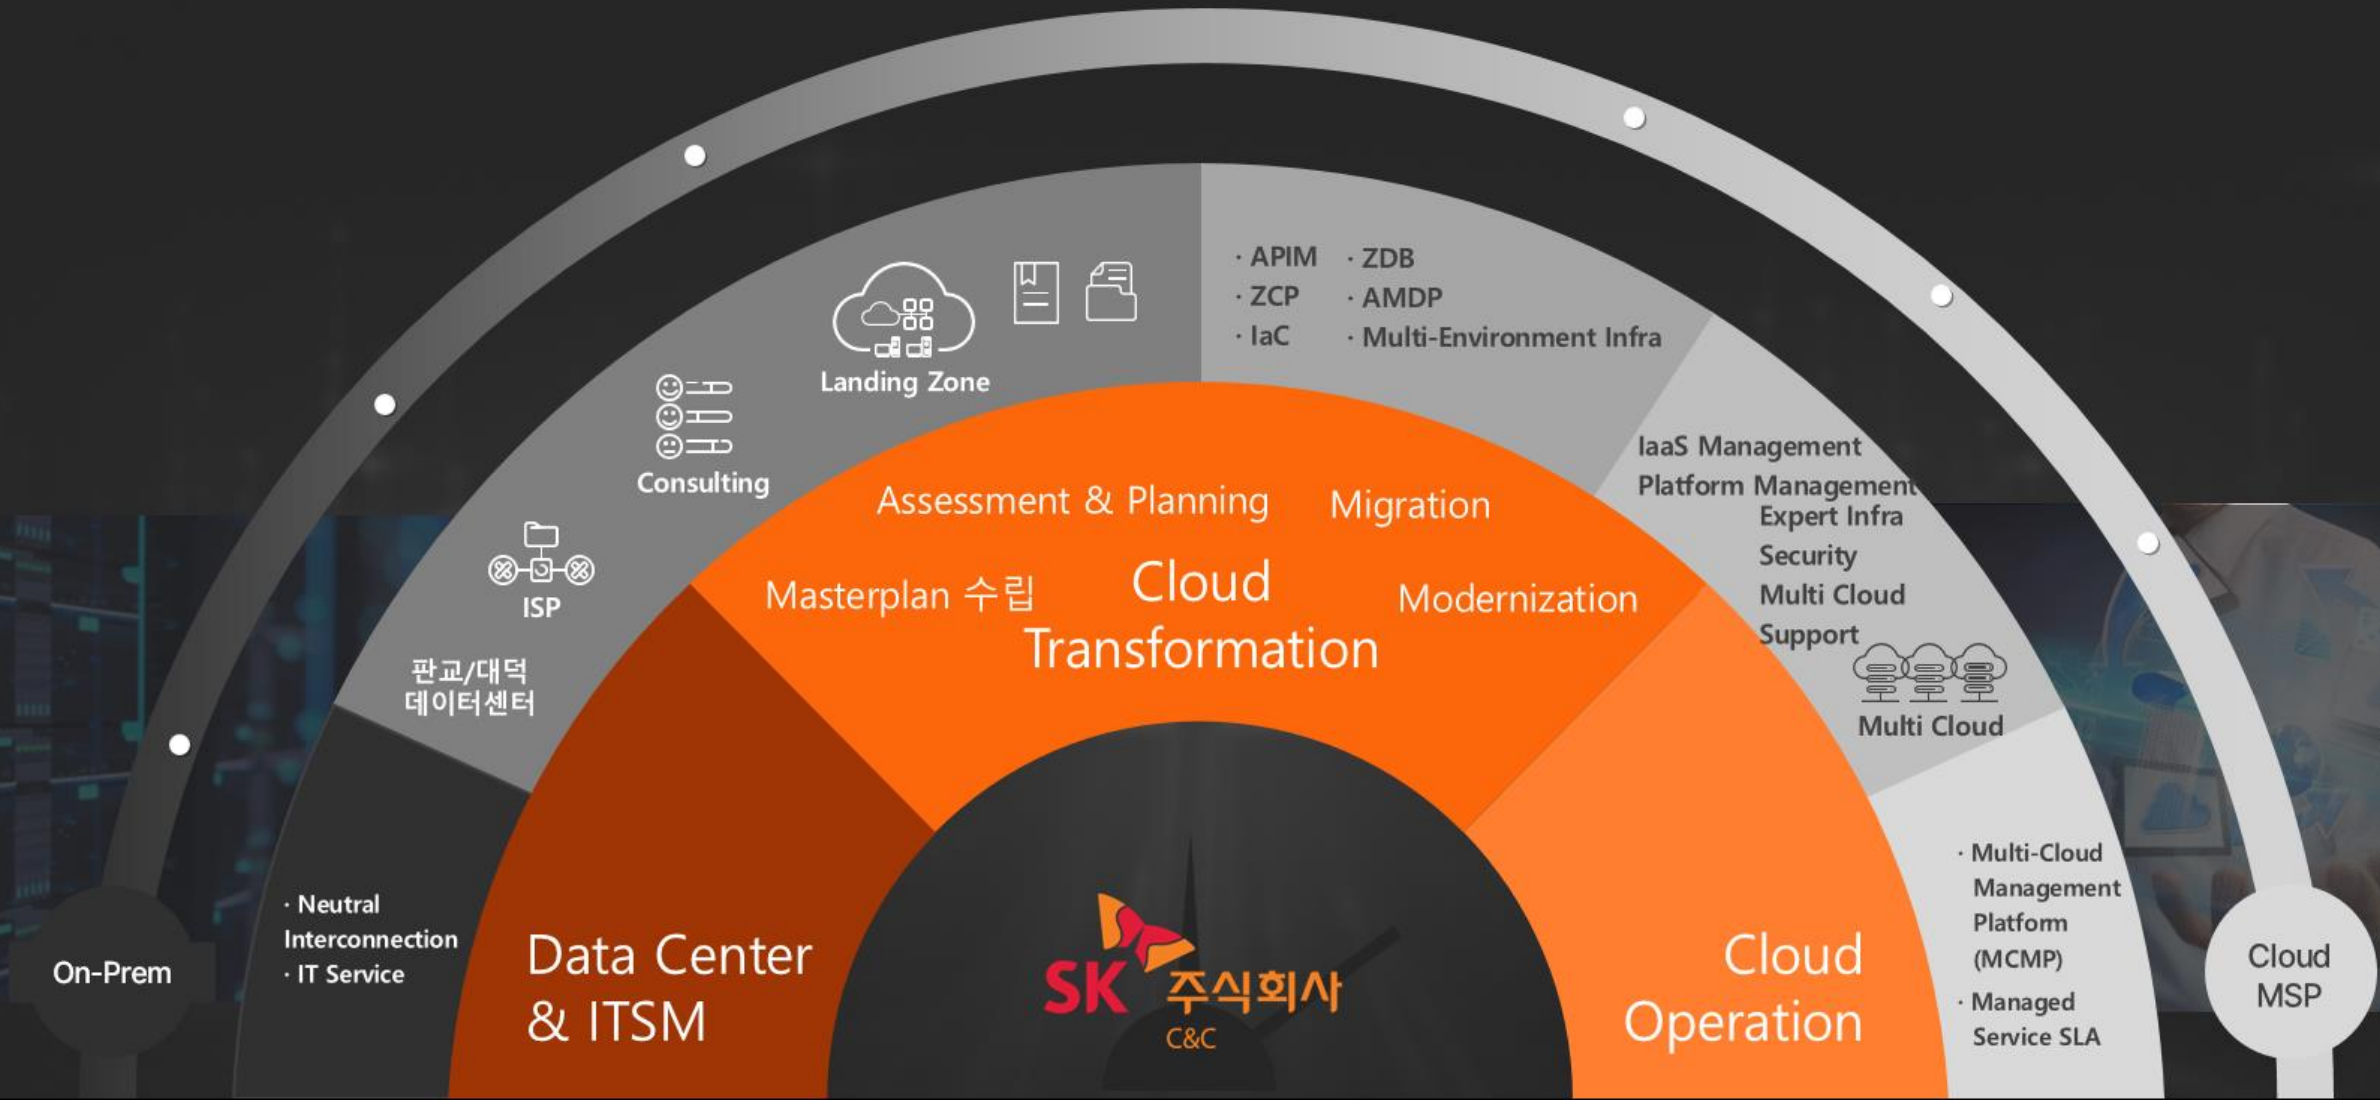 · APIM
· ZCP
· IaC
· ZDB
· AMDP
· Multi-Environment Infra
Landing Zone
Consulting
ISP
판교/대덕
데이터센터
IaaS Management
Platform Management
Expert Infra
Security
Multi Cloud
Support
Multi Cloud
Assessment & Planning
Migration
Masterplan 수립
Cloud
Transformation
Modernization
· Neutral
Interconnection
· IT Service
On-Prem
Data Center
& ITSM
SK 주식회사
C&C
Cloud
Operation
· Multi-Cloud
Management
Platform
(MCMP)
· Managed
Service SLA
Cloud
MSP